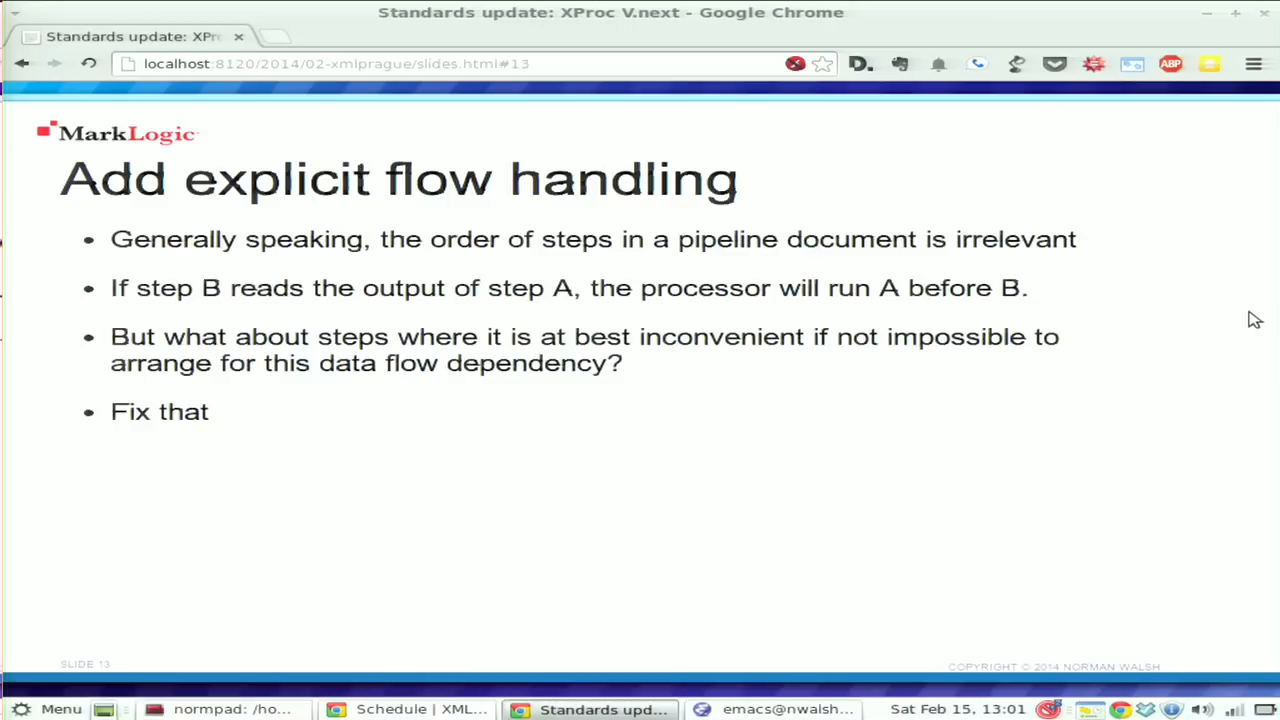 Standards update: XProc V.next - Google Chrome
Standards update: XPr
localhost:8120/2014/02-xmlprague/slides.html#13
D.
ABP
MarkLogic
Add explicit flow handling
• Generally speaking, the order of steps in a pipeline document is irrelevant
• If step B reads the output of step A, the processor will run A before B.
• But what about steps where it is at best inconvenient if not impossible to
arrange for this data flow dependency?
• Fix that
SLIDE 13
COPYRIGHT © 2014 NORMAN WALSH
Menu
normpad: /ho...
Schedule | XML...
Standards upd...
emacs@nwalsh...
Sat Feb 15, 13:01